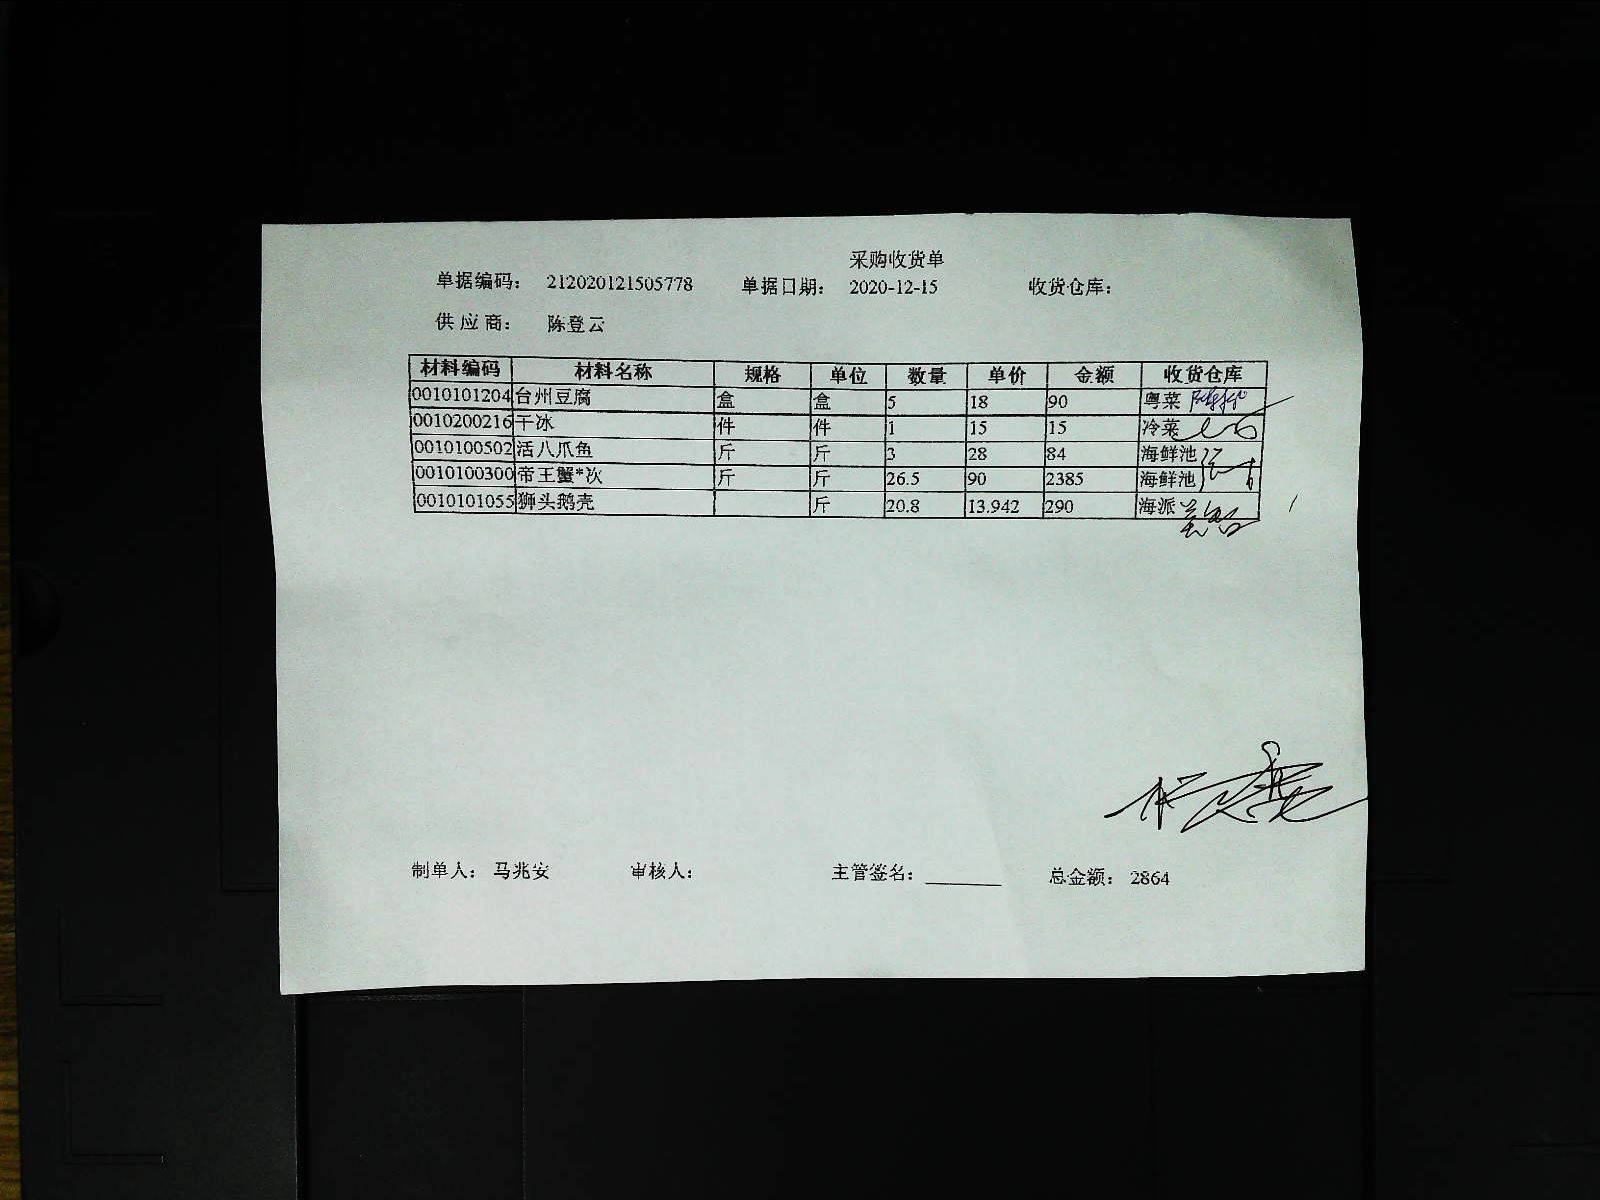 采购收货单
单据编码： 212020121505778 单据日期： 2020-12-15 收货仓库：
供应商： 陈登云
材料编码 材料名称 规格 单位 数量 单价 金额 收货仓库
0010101204 台州豆腐 盒 盒 5 18 90 粤菜
0010200216 干冰 件 件 1 15 15 冷菜
0010100502 活八爪鱼 斤 斤 3 28 84 海鲜池
0010100300 帝王蟹*次 斤 斤 26.5 90 2385 海鲜池
0010101055 狮头鹅壳 斤 20.8 13.942 290 海派
制单人： 马兆安 审核人： 主管签名： 总金额： 2864